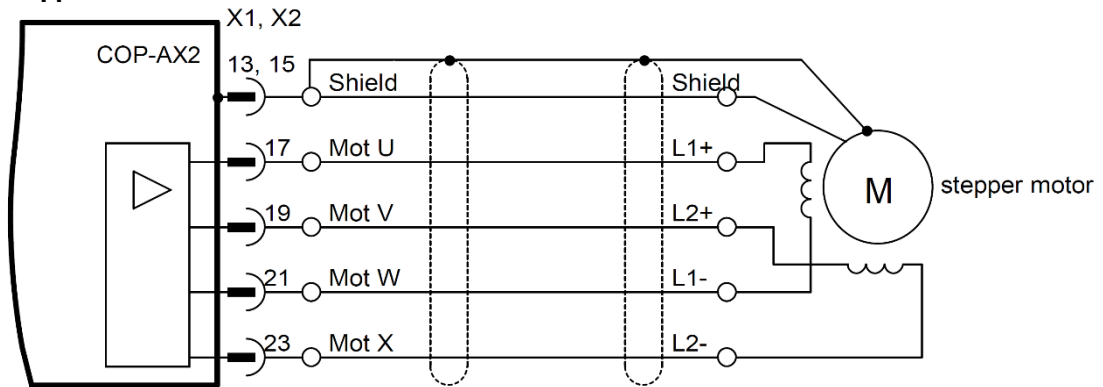 X1, X2
COP-AX2
13, 15
Shield
Shield
17
Mot U
L1+
19
Mot V
L2+
M
stepper motor
21
Mot W
L1-
23
Mot X
L2-